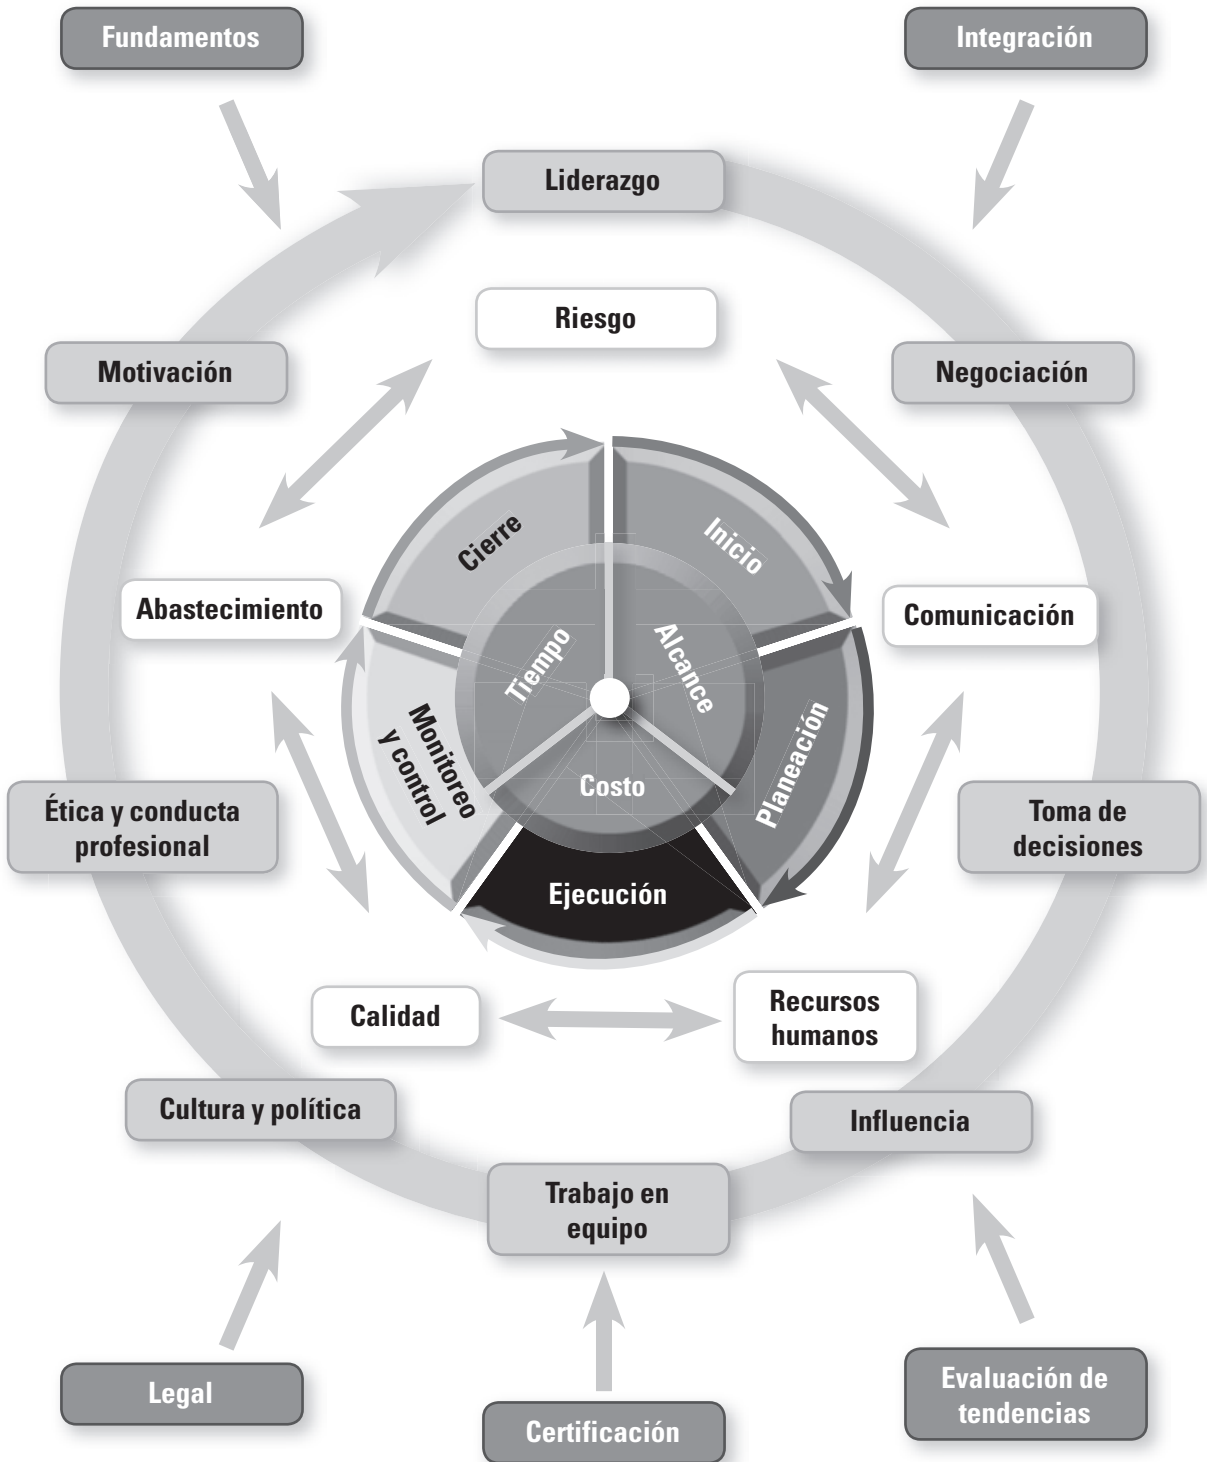 Fundamentos
Integración
Liderazgo
Riesgo
Motivación
Negociación
Cierre
Inicio
Abastecimiento
Comunicación
Tiempo
Alcance
Monitoreo
y control
Planeación
Costo
Ética y conducta
profesional
Toma de
decisiones
Ejecución
Calidad
Recursos
humanos
Cultura y política
Influencia
Trabajo en
equipo
Legal
Certificación
Evaluación de
tendencias